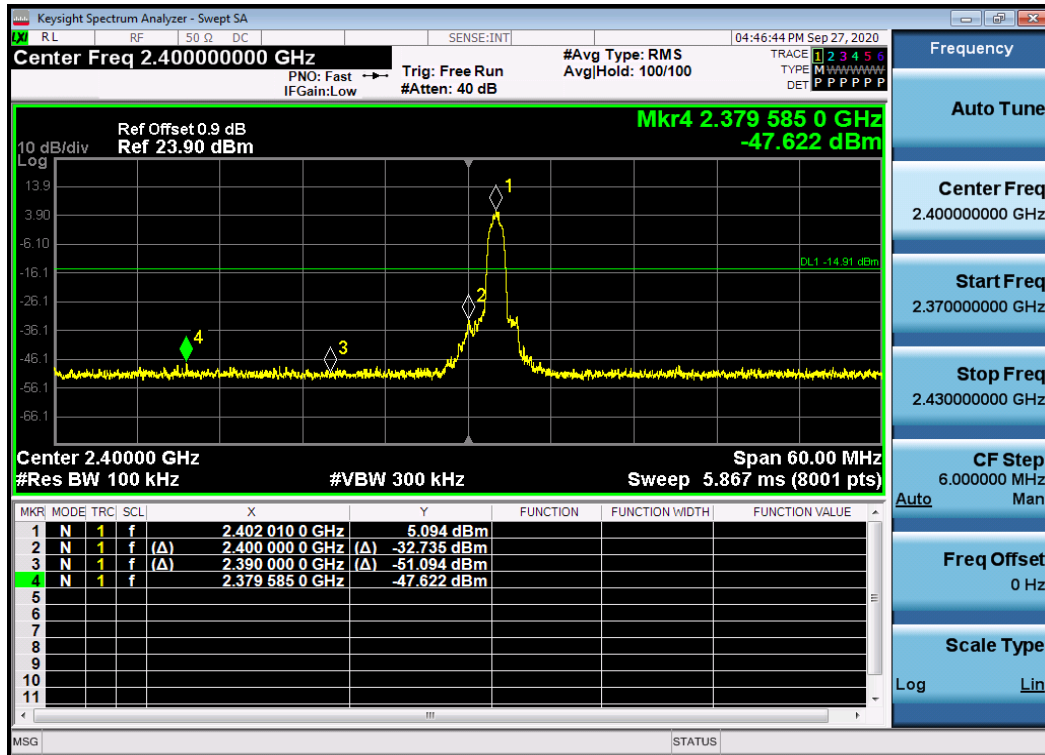 Keysight Spectrum Analyzer - Swept SA
LXI RL RF 50 Ω DC SENSE:INT 04:46:44 PM Sep 27, 2020
Center Freq 2.400000000 GHz
PNO: Fast
IFGain:Low
Trig: Free Run
#Atten: 40 dB
#Avg Type: RMS
Avg|Hold: 100/100
TRACE 1 2 3 4 5 6
TYPE M W W W W W
DET P P P P P P
Mkr4 2.379 585 0 GHz
-47.622 dBm
Ref Offset 0.9 dB
10 dB/div Ref 23.90 dBm
Log
13.9
3.90
-6.10
-16.1
-26.1
-36.1
-46.1
-56.1
-66.1
1
2
3
4
DL1 -14.91 dBm
Center 2.40000 GHz Span 60.00 MHz
#Res BW 100 kHz #VBW 300 kHz Sweep 5.867 ms (8001 pts)
MKR MODE TRC SCL X Y FUNCTION FUNCTION WIDTH FUNCTION VALUE
1 N 1 f 2.402 010 0 GHz 5.094 dBm
2 N 1 f (Δ) 2.400 000 0 GHz (Δ) -32.735 dBm
3 N 1 f (Δ) 2.390 000 0 GHz (Δ) -51.094 dBm
4 N 1 f 2.379 585 0 GHz -47.622 dBm
5
6
7
8
9
10
11
MSG STATUS
Frequency
Auto Tune
Center Freq
2.400000000 GHz
Start Freq
2.370000000 GHz
Stop Freq
2.430000000 GHz
CF Step
6.000000 MHz
Auto Man
Freq Offset
0 Hz
Scale Type
Log Lin